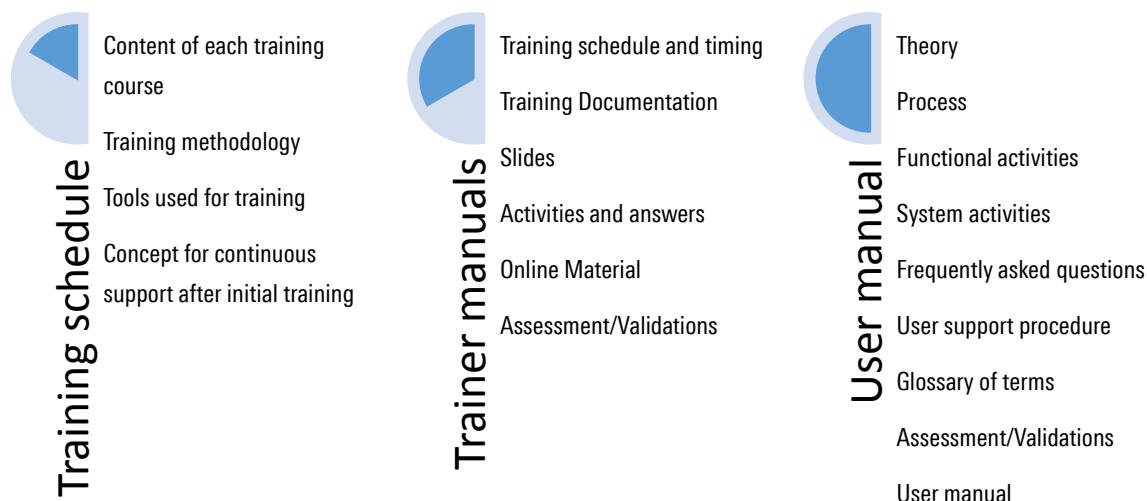 Training schedule
Content of each training
course
Training methodology
Tools used for training
Concept for continuous
support after initial training
Trainer manuals
Training schedule and timing
Training Documentation
Slides
Activities and answers
Online Material
Assessment/Validations
User manual
Theory
Process
Functional activities
System activities
Frequently asked questions
User support procedure
Glossary of terms
Assessment/Validations
User manual